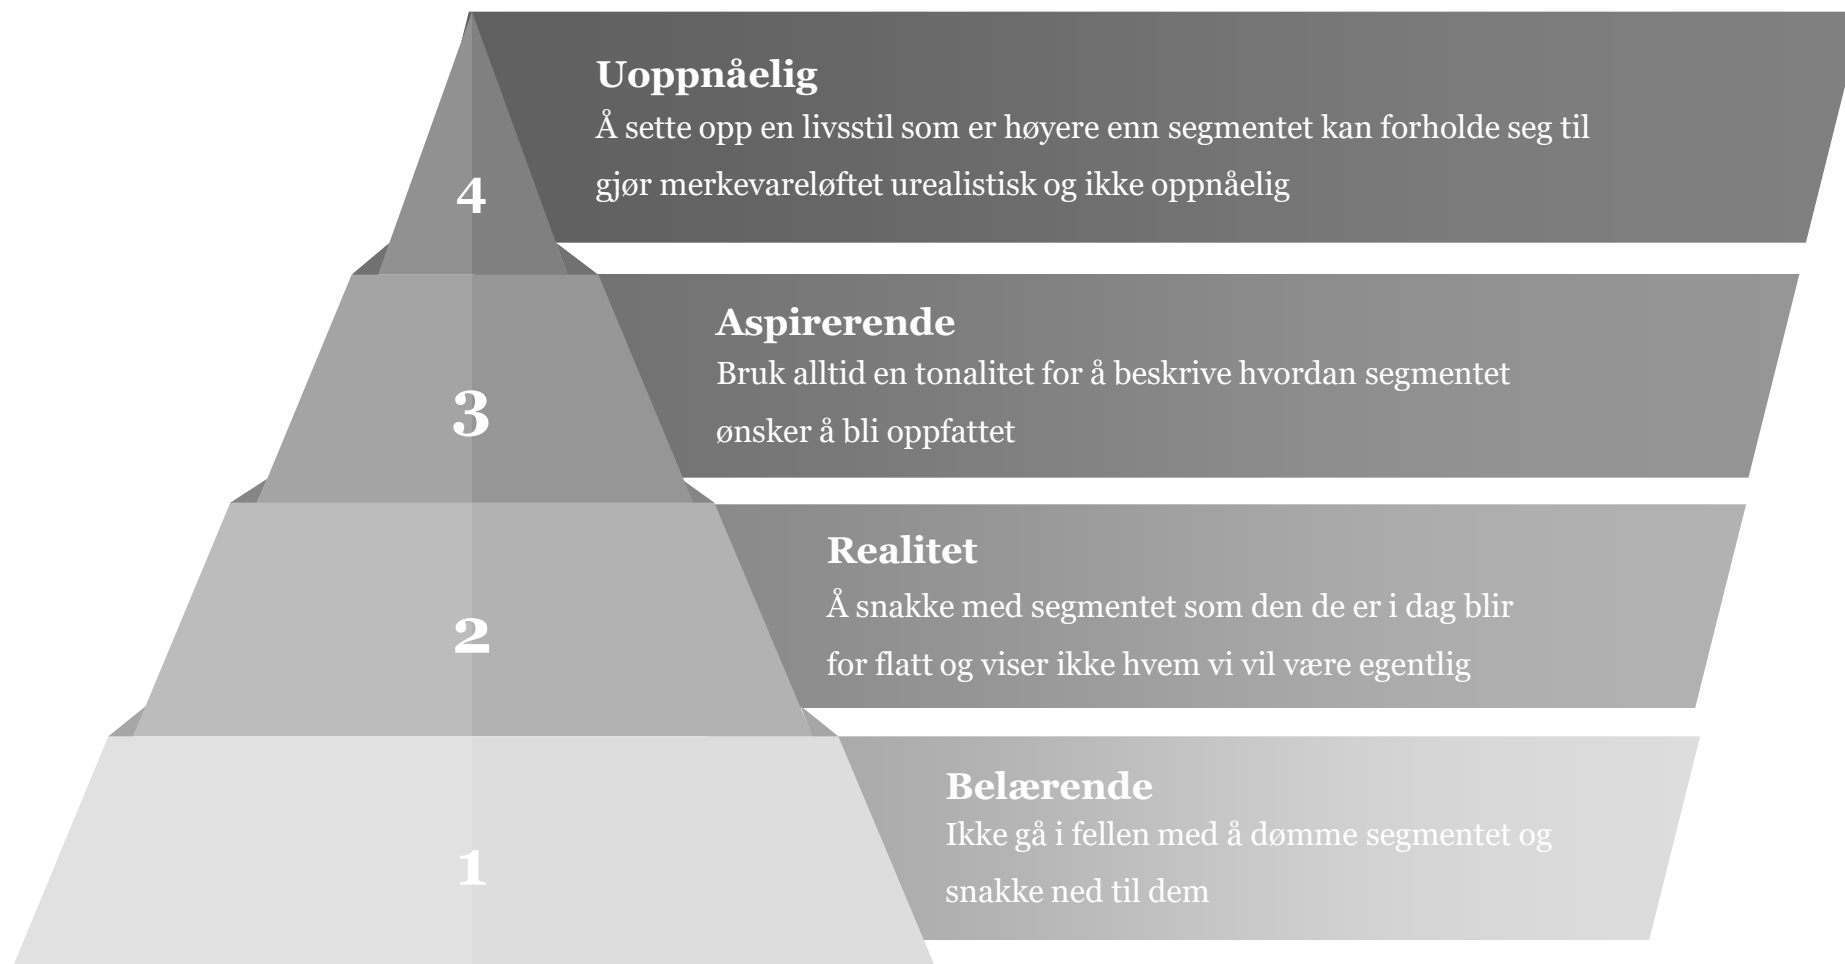 4
Uoppnåelig
Å sette opp en livsstil som er høyere enn segmentet kan forholde seg til
gjør merkevareløftet urealistisk og ikke oppnåelig
3
Aspirerende
Bruk alltid en tonalitet for å beskrive hvordan segmentet
ønsker å bli oppfattet
2
Realitet
Å snakke med segmentet som den de er i dag blir
for flatt og viser ikke hvem vi vil være egentlig
1
Belærende
Ikke gå i fellen med å dømme segmentet og
snakke ned til dem